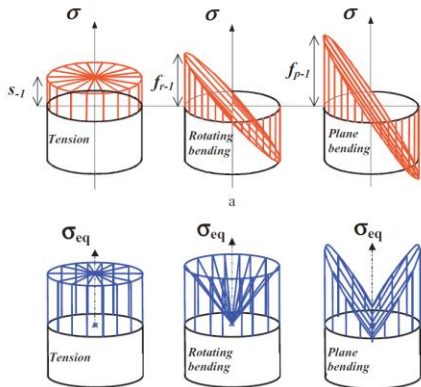 σ σ σ
s-1 fr-1 fp-1
Tension Rotating bending Plane bending
a
σeq σeq σeq
Tension Rotating bending Plane bending